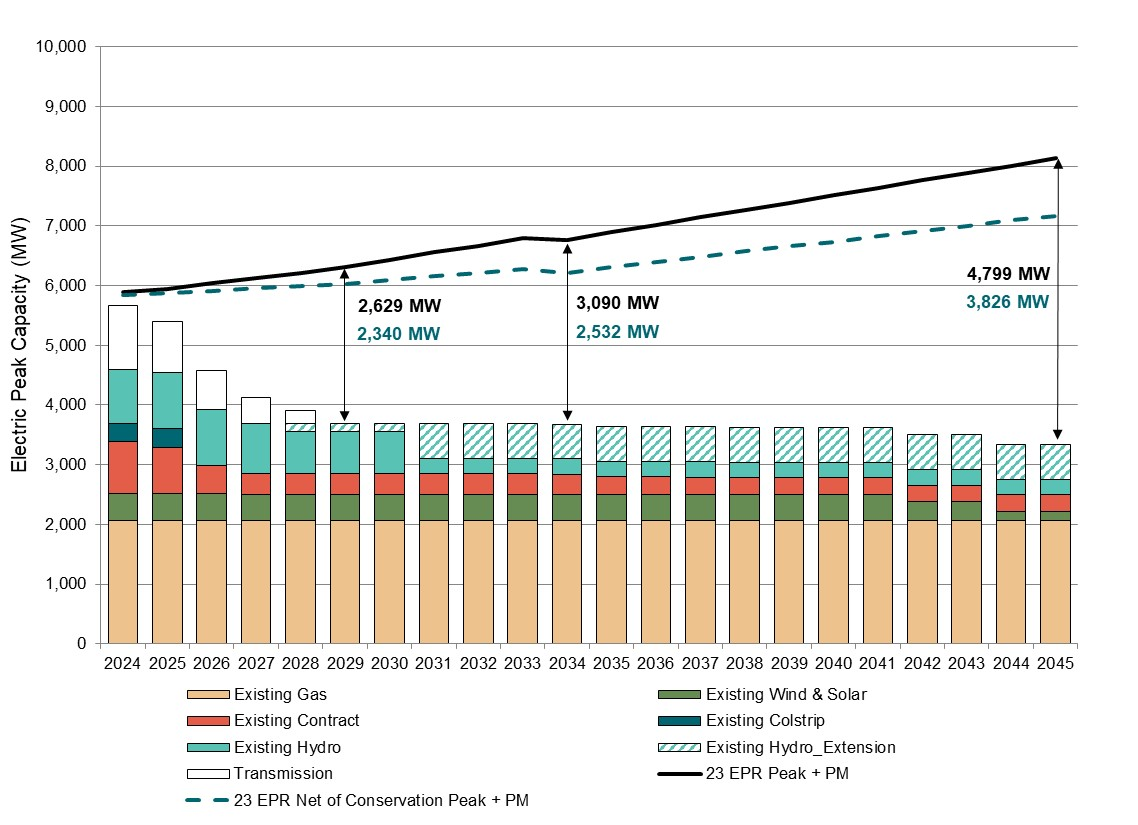 10,000
9,000
8,000
7,000
6,000
5,000
4,000
3,000
2,000
1,000
0
Electric Peak Capacity (MW)
2,629 MW
2,340 MW
3,090 MW
2,532 MW
4,799 MW
3,826 MW
2024 2025 2026 2027 2028 2029 2030 2031 2032 2033 2034 2035 2036 2037 2038 2039 2040 2041 2042 2043 2044 2045
Existing Gas
Existing Wind & Solar
Existing Contract
Existing Colstrip
Existing Hydro
Existing Hydro_Extension
Transmission
23 EPR Peak + PM
23 EPR Net of Conservation Peak + PM